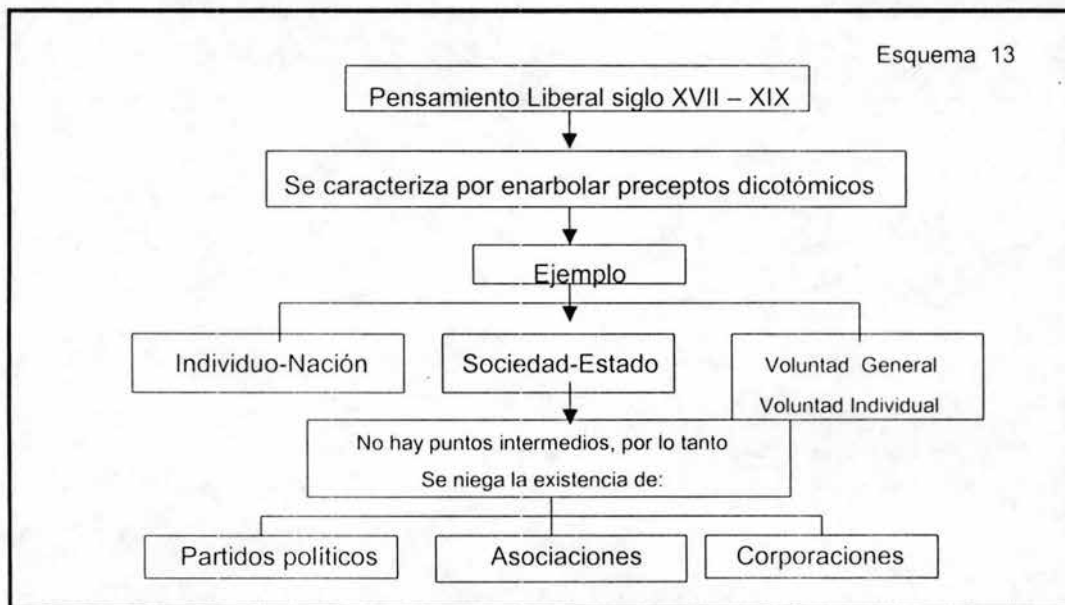 Esquema 13
Pensamiento Liberal siglo XVII – XIX
Se caracteriza por enarbolar preceptos dicotómicos
Ejemplo
Individuo-Nación
Sociedad-Estado
Voluntad General
Voluntad Individual
No hay puntos intermedios, por lo tanto
Se niega la existencia de:
Partidos políticos
Asociaciones
Corporaciones